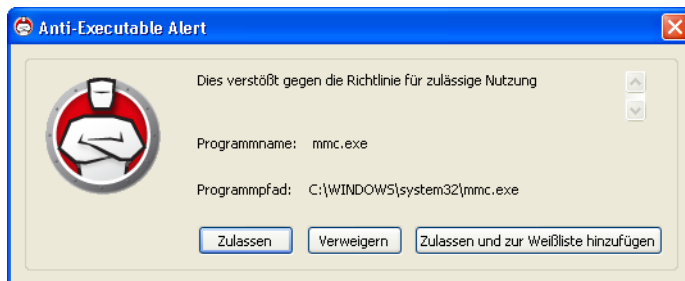 Anti-Executable Alert
Dies verstößt gegen die Richtlinie für zulässige Nutzung
Programmname: mmc.exe
Programmpfad: C:\WINDOWS\system32\mmc.exe
Zulassen Verweigern Zulassen und zur Weißliste hinzufügen